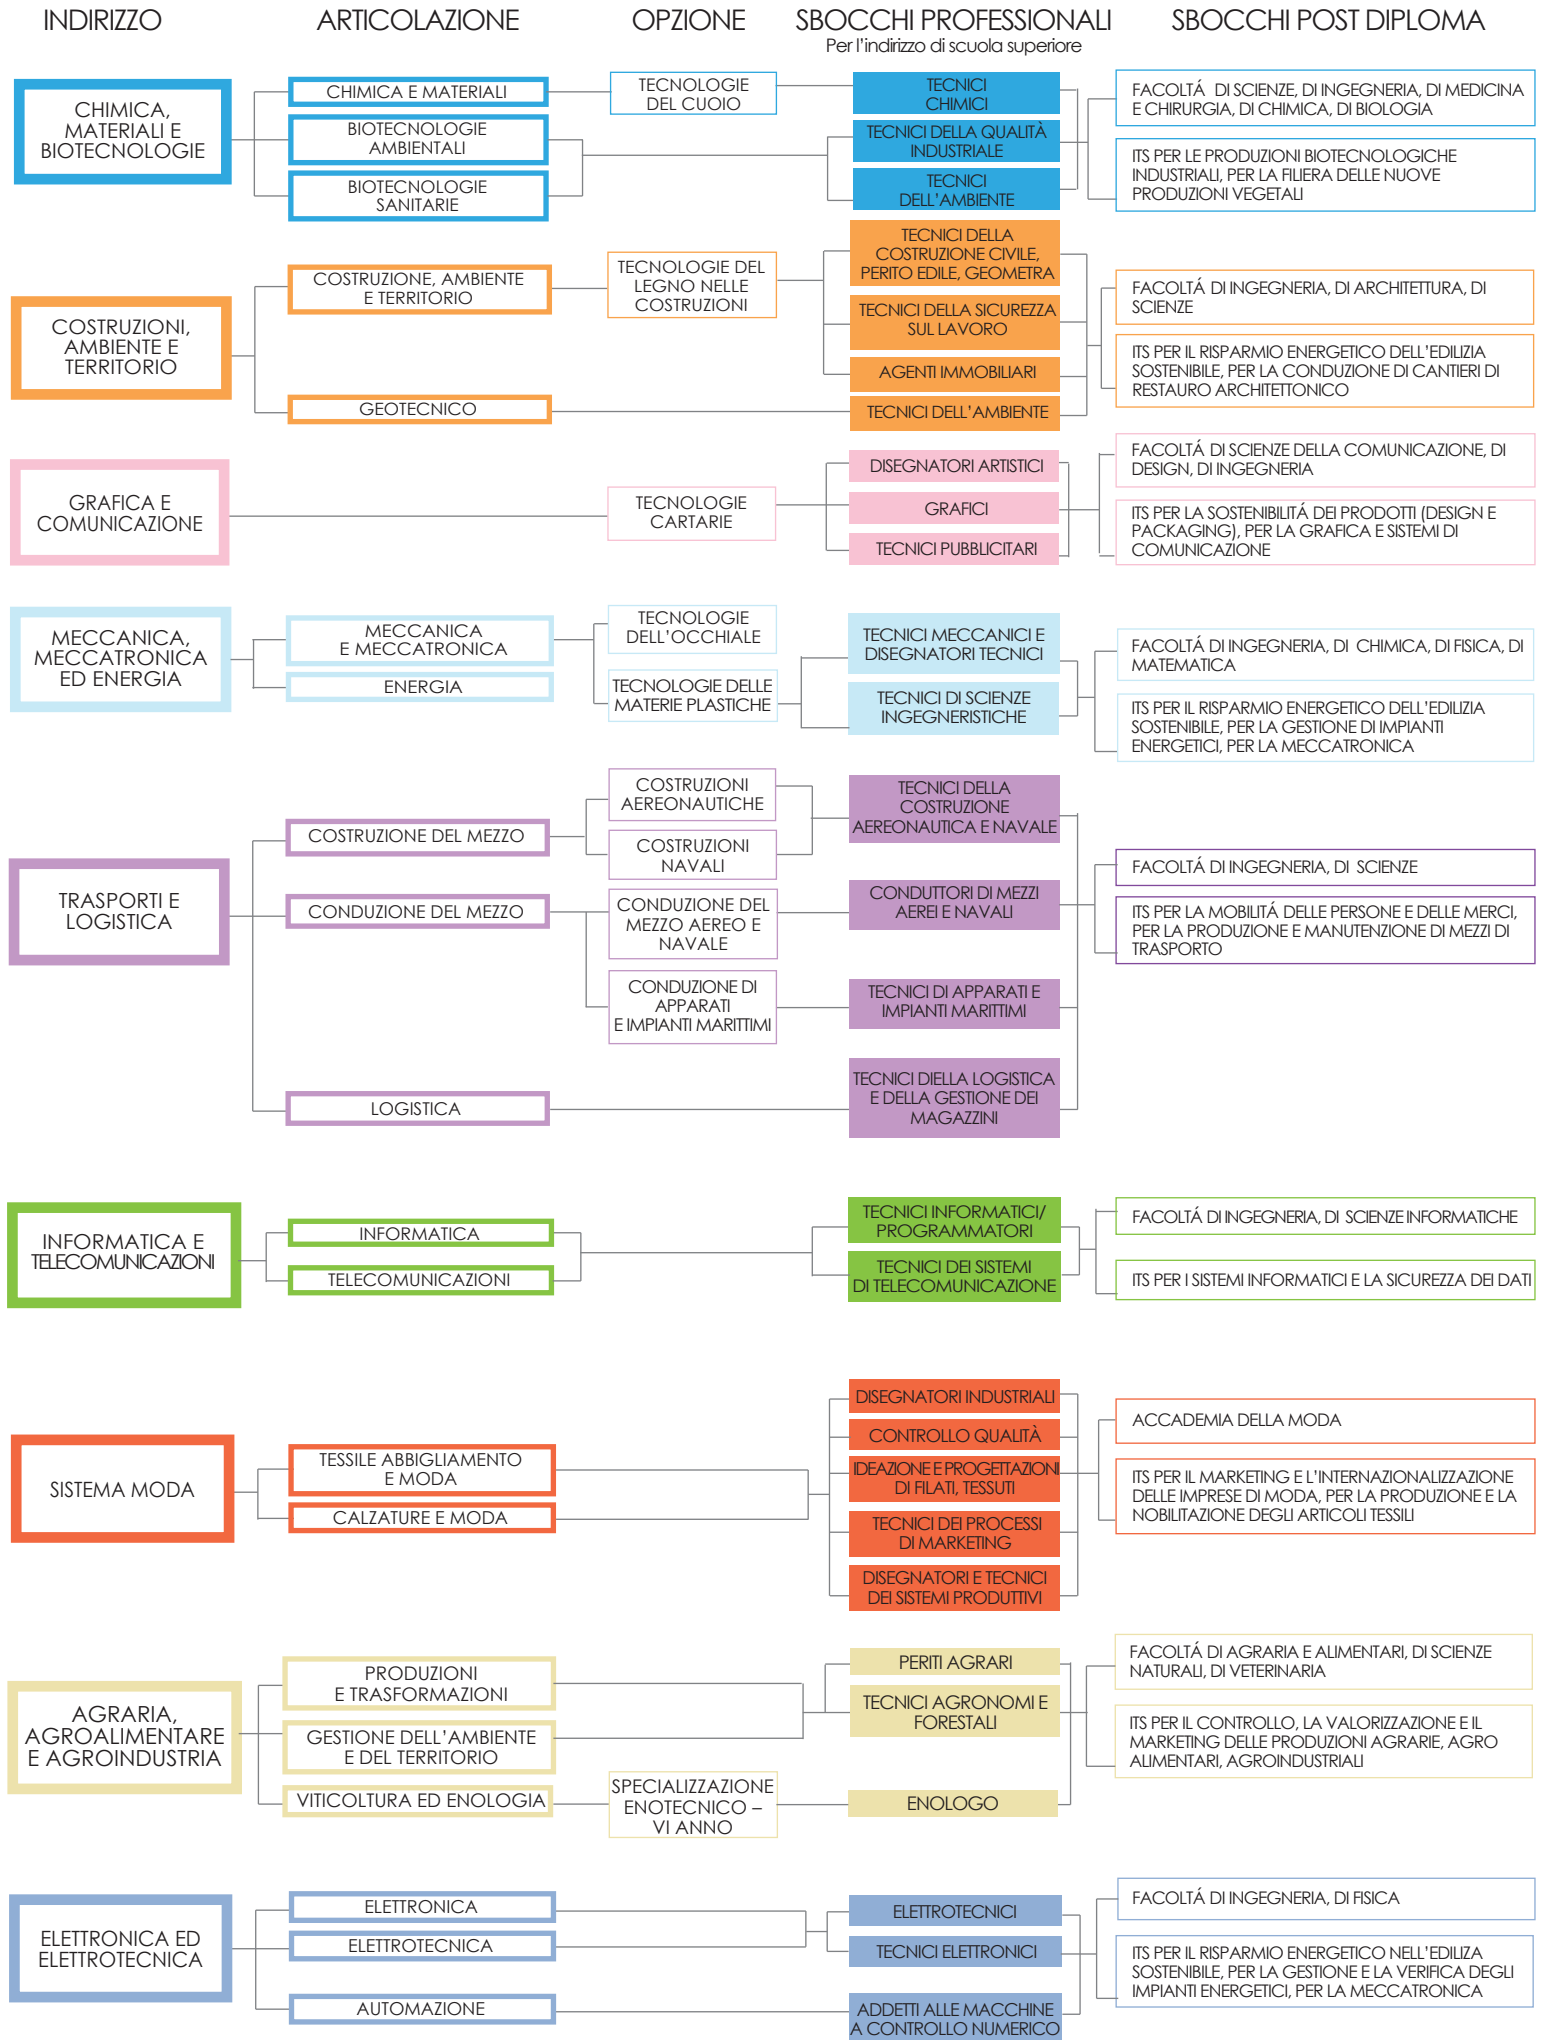 INDIRIZZO
ARTICOLAZIONE
OPZIONE
SBOCCHI PROFESSIONALI
Per l'indirizzo di scuola superiore
SBOCCHI POST DIPLOMA
CHIMICA,
MATERIALI E
BIOTECNOLOGIE
CHIMICA E MATERIALI
BIOTECNOLOGIE
AMBIENTALI
BIOTECNOLOGIE
SANITARIE
TECNOLOGIE
DEL CUOIO
TECNICI
CHIMICI
TECNICI DELLA QUALITÀ
INDUSTRIALE
TECNICI
DELL'AMBIENTE
FACOLTÁ DI SCIENZE, DI INGEGNERIA, DI MEDICINA
E CHIRURGIA, DI CHIMICA, DI BIOLOGIA
ITS PER LE PRODUZIONI BIOTECNOLOGICHE
INDUSTRIALI, PER LA FILIERA DELLE NUOVE
PRODUZIONI VEGETALI
COSTRUZIONI,
AMBIENTE E
TERRITORIO
COSTRUZIONE, AMBIENTE
E TERRITORIO
GEOTECNICO
TECNOLOGIE DEL
LEGNO NELLE
COSTRUZIONI
TECNICI DELLA
COSTRUZIONE CIVILE,
PERITO EDILE, GEOMETRA
TECNICI DELLA SICUREZZA
SUL LAVORO
AGENTI IMMOBILIARI
TECNICI DELL'AMBIENTE
FACOLTÁ DI INGEGNERIA, DI ARCHITETTURA, DI
SCIENZE
ITS PER IL RISPARMIO ENERGETICO DELL'EDILIZIA
SOSTENIBILE, PER LA CONDUZIONE DI CANTIERI DI
RESTAURO ARCHITETTONICO
GRAFICA E
COMUNICAZIONE
TECNOLOGIE
CARTARIE
DISEGNATORI ARTISTICI
GRAFICI
TECNICI PUBBLICITARI
FACOLTÁ DI SCIENZE DELLA COMUNICAZIONE, DI
DESIGN, DI INGEGNERIA
ITS PER LA SOSTENIBILITÁ DEI PRODOTTI (DESIGN E
PACKAGING), PER LA GRAFICA E SISTEMI DI
COMUNICAZIONE
MECCANICA,
MECCATRONICA
ED ENERGIA
MECCANICA
E MECCATRONICA
ENERGIA
TECNOLOGIE
DELL'OCCHIALE
TECNOLOGIE DELLE
MATERIE PLASTICHE
TECNICI MECCANICI E
DISEGNATORI TECNICI
TECNICI DI SCIENZE
INGEGNERISTICHE
FACOLTÁ DI INGEGNERIA, DI CHIMICA, DI FISICA, DI
MATEMATICA
ITS PER IL RISPARMIO ENERGETICO DELL'EDILIZIA
SOSTENIBILE, PER LA GESTIONE DI IMPIANTI
ENERGETICI, PER LA MECCATRONICA
TRASPORTI E
LOGISTICA
COSTRUZIONE DEL MEZZO
CONDUZIONE DEL MEZZO
LOGISTICA
COSTRUZIONI
AEREONAUTICHE
COSTRUZIONI
NAVALI
CONDUZIONE DEL
MEZZO AEREO E
NAVALE
CONDUZIONE DI
APPARATI
E IMPIANTI MARITTIMI
TECNICI DELLA
COSTRUZIONE
AEREONAUTICA E NAVALE
CONDUTTORI DI MEZZI
AEREI E NAVALI
TECNICI DI APPARATI E
IMPIANTI MARITTIMI
TECNICI DIELLA LOGISTICA
E DELLA GESTIONE DEI
MAGAZZINI
FACOLTÁ DI INGEGNERIA, DI SCIENZE
ITS PER LA MOBILITÁ DELLE PERSONE E DELLE MERCI,
PER LA PRODUZIONE E MANUTENZIONE DI MEZZI DI
TRASPORTO
INFORMATICA E
TELECOMUNICAZIONI
INFORMATICA
TELECOMUNICAZIONI
TECNICI INFORMATICI/
PROGRAMMATORI
TECNICI DEI SISTEMI
DI TELECOMUNICAZIONE
FACOLTÁ DI INGEGNERIA, DI SCIENZE INFORMATICHE
ITS PER I SISTEMI INFORMATICI E LA SICUREZZA DEI DATI
SISTEMA MODA
TESSILE ABBIGLIAMENTO
E MODA
CALZATURE E MODA
DISEGNATORI INDUSTRIALI
CONTROLLO QUALITÀ
IDEAZIONE E PROGETTAZIONI
DI FILATI, TESSUTI
TECNICI DEI PROCESSI
DI MARKETING
DISEGNATORI E TECNICI
DEI SISTEMI PRODUTTIVI
ACCADEMIA DELLA MODA
ITS PER IL MARKETING E L'INTERNAZIONALIZZAZIONE
DELLE IMPRESE DI MODA, PER LA PRODUZIONE E LA
NOBILITAZIONE DEGLI ARTICOLI TESSILI
AGRARIA,
AGROALIMENTARE
E AGROINDUSTRIA
PRODUZIONI
E TRASFORMAZIONI
GESTIONE DELL'AMBIENTE
E DEL TERRITORIO
VITICOLTURA ED ENOLOGIA
SPECIALIZZAZIONE
ENOTECNICO –
VI ANNO
PERITI AGRARI
TECNICI AGRONOMI E
FORESTALI
ENOLOGO
FACOLTÁ DI AGRARIA E ALIMENTARI, DI SCIENZE
NATURALI, DI VETERINARIA
ITS PER IL CONTROLLO, LA VALORIZZAZIONE E IL
MARKETING DELLE PRODUZIONI AGRARIE, AGRO
ALIMENTARI, AGROINDUSTRIALI
ELETTRONICA ED
ELETTROTECNICA
ELETTRONICA
ELETTROTECNICA
AUTOMAZIONE
ELETTROTECNICI
TECNICI ELETTRONICI
ADDETTI ALLE MACCHINE
A CONTROLLO NUMERICO
FACOLTÁ DI INGEGNERIA, DI FISICA
ITS PER IL RISPARMIO ENERGETICO NELL'EDILIZA
SOSTENIBILE, PER LA GESTIONE E LA VERIFICA DEGLI
IMPIANTI ENERGETICI, PER LA MECCATRONICA